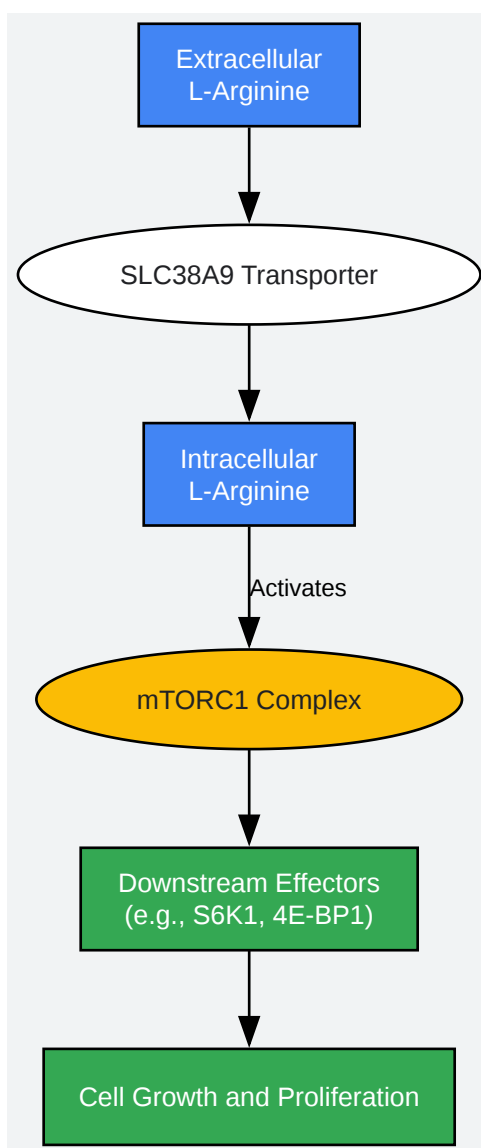 Extracellular
L-Arginine
SLC38A9 Transporter
Intracellular
L-Arginine
Activates
mTORC1 Complex
Downstream Effectors
(e.g., S6K1, 4E-BP1)
Cell Growth and Proliferation